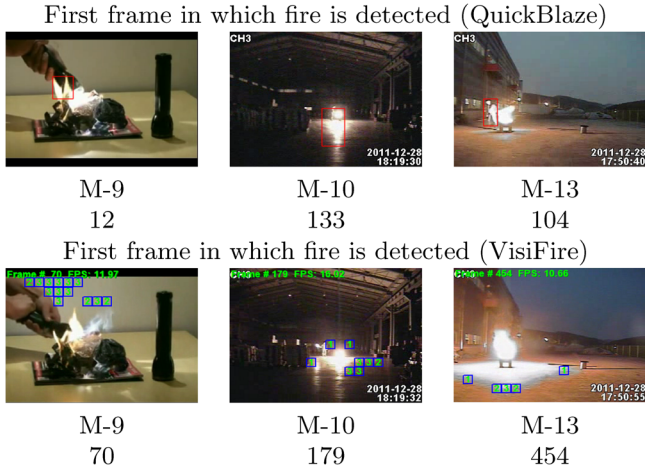 First frame in which fire is detected (QuickBlaze)
CH3
2011-12-28
18:19:30
CH3
2011-12-28
17:50:40
M-9 M-10 M-13
12 133 104
First frame in which fire is detected (VisiFire)
Frame # 70 FPS: 11.97
Frame # 179 FPS: 16.02
Frame # 454 FPS: 10.66
2011-12-28
18:19:32
2011-12-28
17:50:55
M-9 M-10 M-13
70 179 454